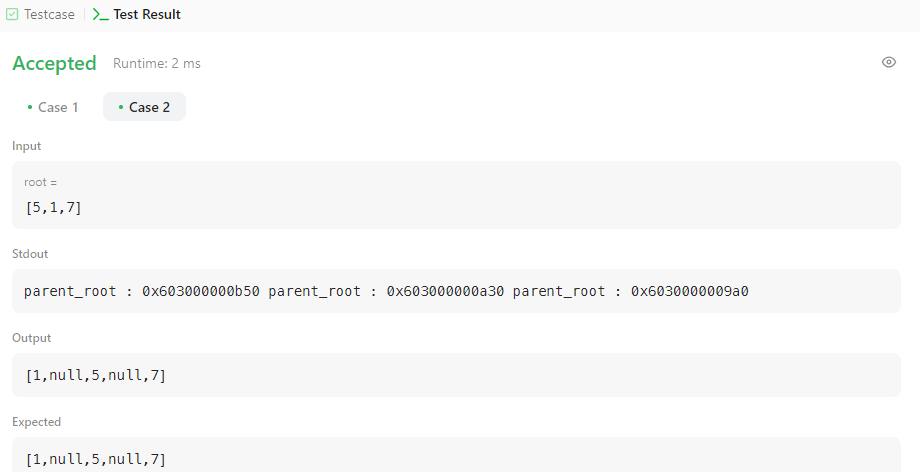 Testcase
Test Result
Accepted Runtime: 2 ms
Case 1
Case 2
Input
root =
[5,1,7]
Stdout
parent_root : 0x603000000b50 parent_root : 0x603000000a30 parent_root : 0x6030000009a0
Output
[1,null,5,null,7]
Expected
[1,null,5,null,7]